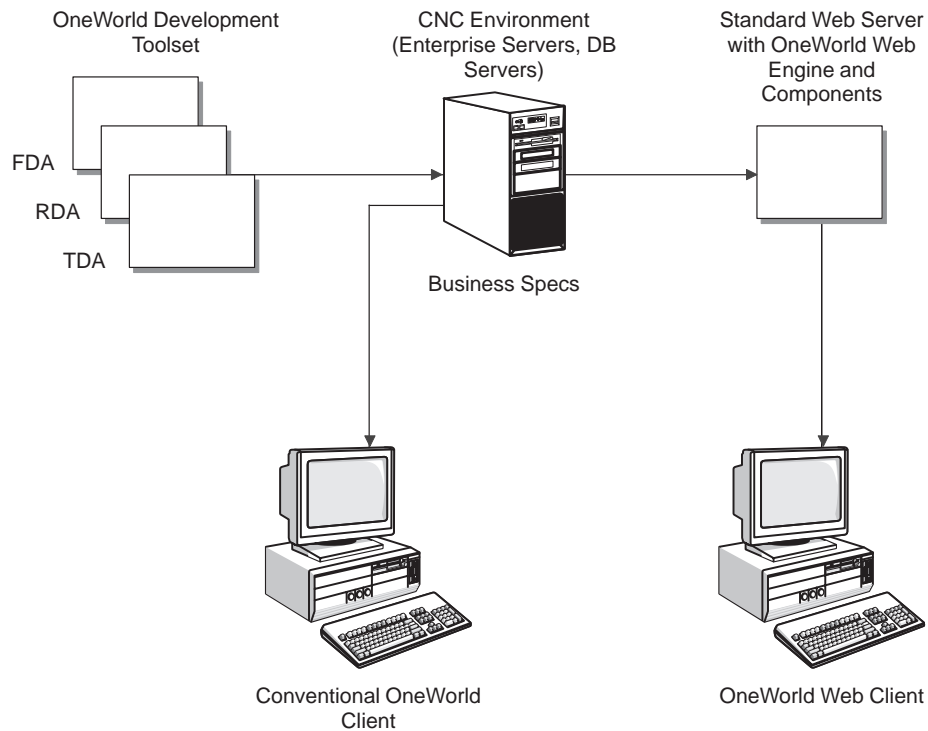 OneWorld Development
Toolset
CNC Environment
(Enterprise Servers, DB
Servers)
Standard Web Server
with OneWorld Web
Engine and
Components
FDA
RDA
TDA
Business Specs
Conventional OneWorld
Client
OneWorld Web Client